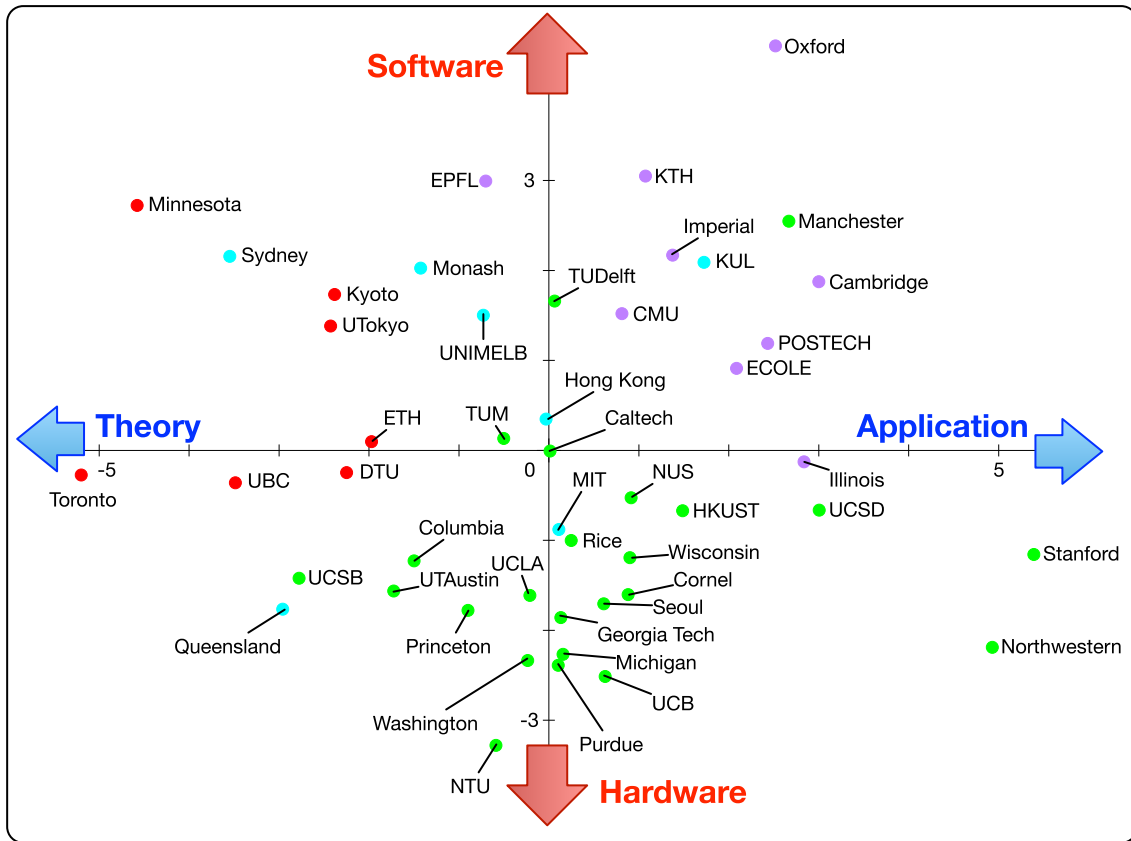 Oxford
Software
EPFL
3
KTH
Minnesota
Manchester
Imperial
Sydney
Monash
KUL
TUDelft
Cambridge
Kyoto
CMU
UTokyo
POSTECH
UNIMELB
ECOLE
Hong Kong
ETH
TUM
Caltech
Theory
Application
-5
0
5
DTU
NUS
UBC
MIT
Illinois
Toronto
HKUST
UCSD
Columbia
Rice
Wisconsin
Stanford
UCLA
UCSB
UTAustin
Cornel
Seoul
Georgia Tech
Queensland
Princeton
Northwestern
Michigan
UCB
Washington
-3
Purdue
NTU
Hardware